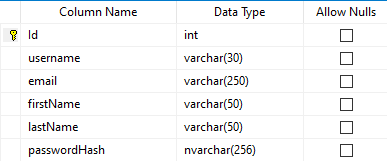 Column Name Data Type Allow Nulls
Id int
username varchar(30)
email varchar(250)
firstName varchar(50)
lastName varchar(50)
passwordHash nvarchar(256)